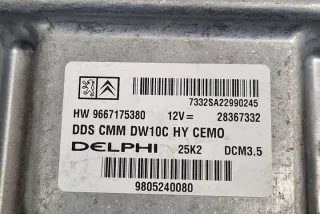 7332SA22990245
HW 9667175380 12V= 28367332
DDS CMM DW10C HY CEMO
DELPHI 25K2 DCM3.5
9805240080